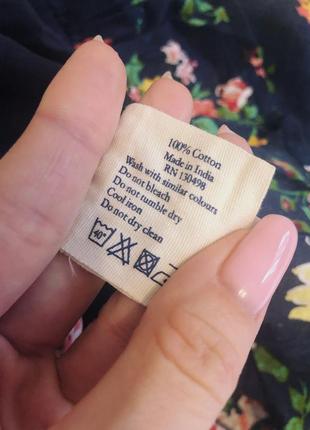 100% Cotton
Made in India
RN 130498
Wash with similar colours
Do not bleach
Do not tumble dry
Cool iron
Do not dry clean
40°